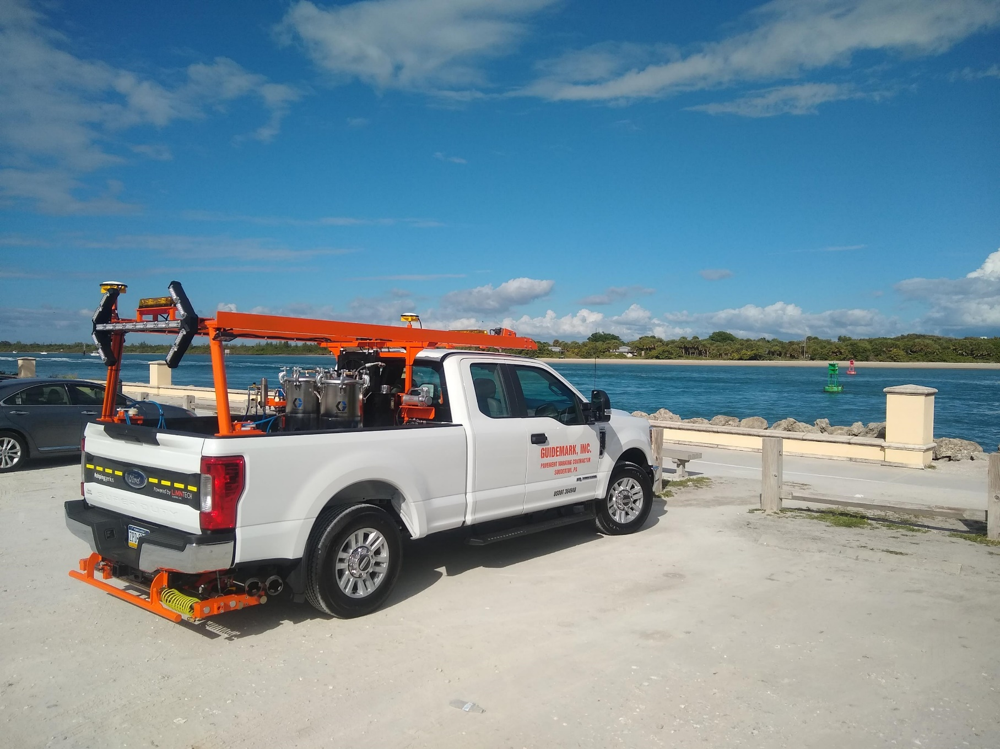 GUIDEMARK, INC.
PAVEMENT MARKING CONTRACTOR
SOUDERTON, PA
USDOT 364948
#stripinggenius
Ford
Powered by LiMNTECH
SUPER DUTY